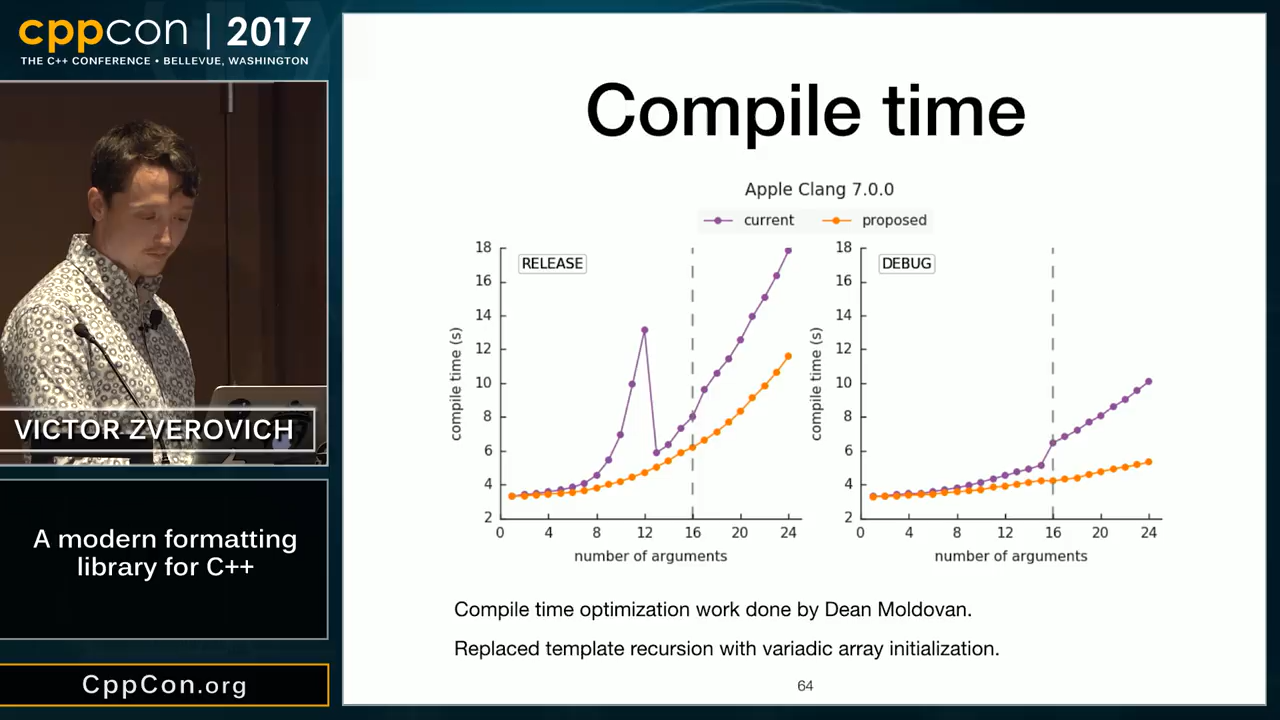 cppcon | 2017
THE C++ CONFERENCE • BELLEVUE, WASHINGTON
VICTOR ZVEROVICH
A modern formatting
library for C++
CppCon.org
Compile time
Apple Clang 7.0.0
current proposed
RELEASE
18
16
14
12
10
8
6
4
2
compile time (s)
0 4 8 12 16 20 24
number of arguments
DEBUG
18
16
14
12
10
8
6
4
2
compile time (s)
0 4 8 12 16 20 24
number of arguments
Compile time optimization work done by Dean Moldovan.
Replaced template recursion with variadic array initialization.
64